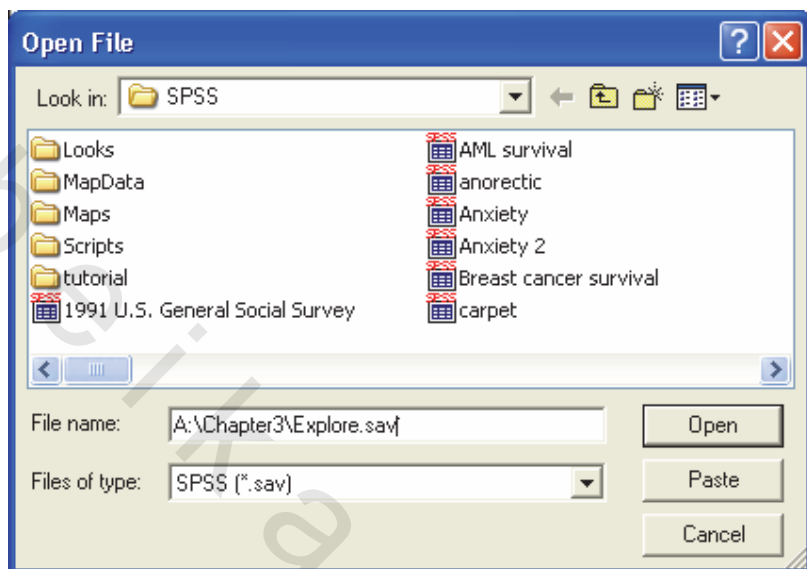 Open File
Look in: SPSS
Looks
MapData
Maps
Scripts
tutorial
1991 U.S. General Social Survey
AML survival
anorectic
Anxiety
Anxiety 2
Breast cancer survival
carpet
File name: A:\Chapter3\Explore.sav
Open
Files of type: SPSS (*.sav)
Paste
Cancel